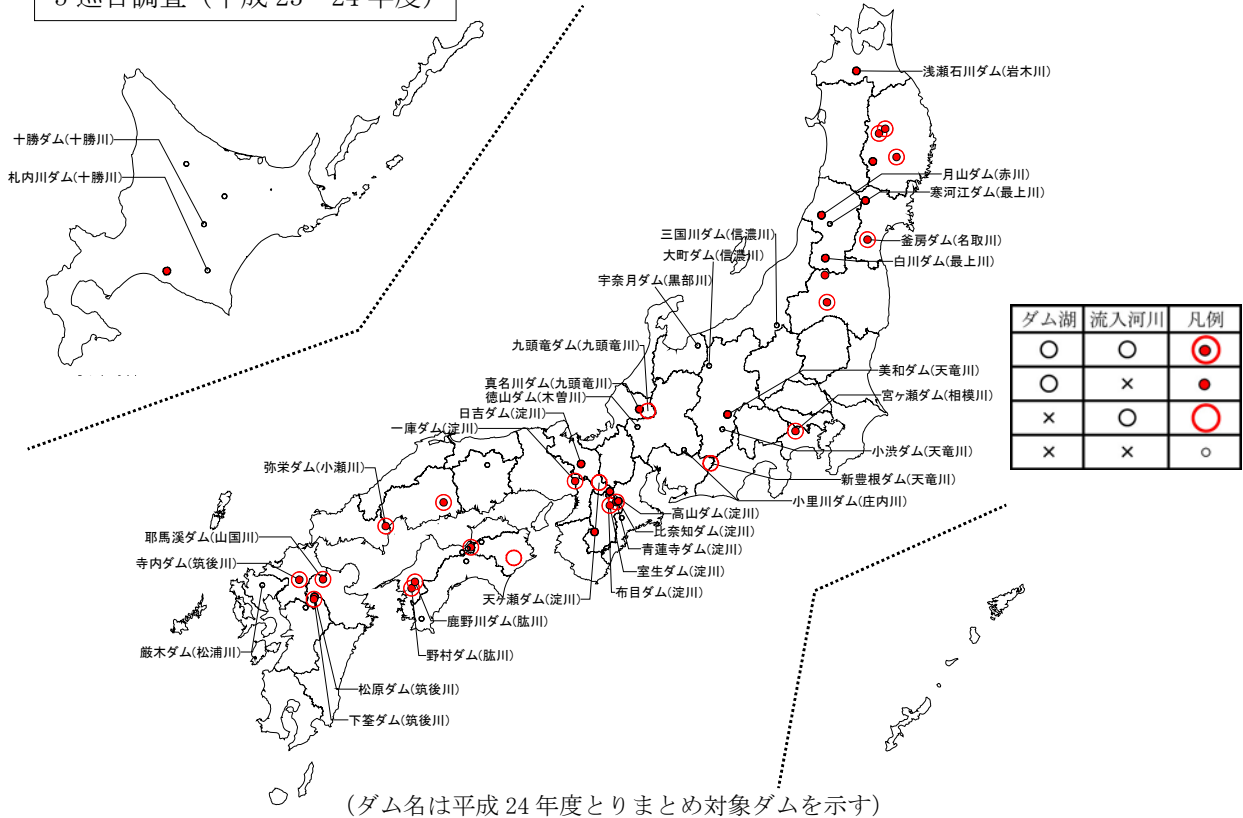 十勝ダム(十勝川)
札内川ダム(十勝川)
浅瀬石川ダム(岩木川)
月山ダム(赤川)
寒河江ダム(最上川)
三国川ダム(信濃川)
釜房ダム(名取川)
大町ダム(信濃川)
白川ダム(最上川)
宇奈月ダム(黒部川)
九頭竜ダム(九頭竜川)
美和ダム(天竜川)
真名川ダム(九頭竜川)
徳山ダム(木曽川)
宮ヶ瀬ダム(相模川)
日吉ダム(淀川)
一庫ダム(淀川)
小渋ダム(天竜川)
弥栄ダム(小瀬川)
新豊根ダム(天竜川)
小里川ダム(庄内川)
高山ダム(淀川)
比奈知ダム(淀川)
耶馬溪ダム(山国川)
青蓮寺ダム(淀川)
寺内ダム(筑後川)
室生ダム(淀川)
布目ダム(淀川)
天ヶ瀬ダム(淀川)
鹿野川ダム(肱川)
厳木ダム(松浦川)
野村ダム(肱川)
松原ダム(筑後川)
下筌ダム(筑後川)
ダム湖 流入河川 凡例
○ ○
○ ×
× ○
× ×
(ダム名は平成 24 年度とりまとめ対象ダムを示す)